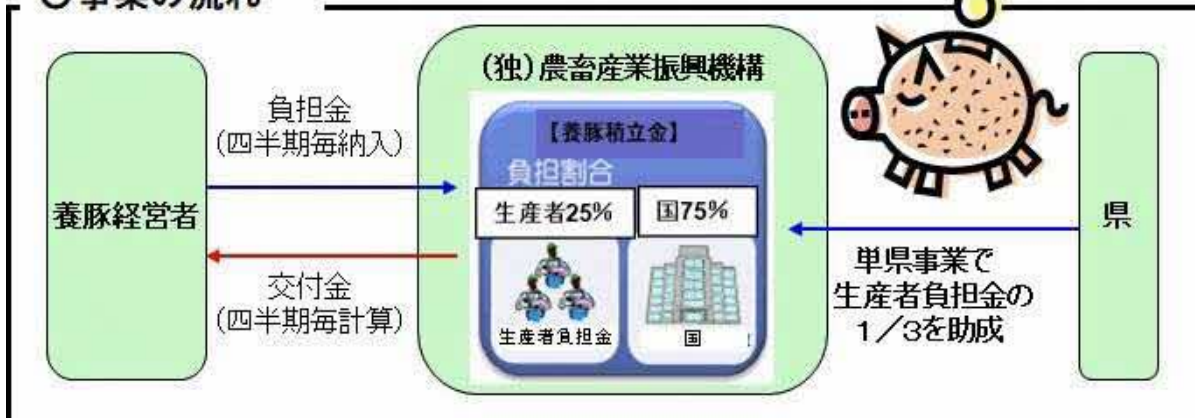 〇事業の流れ
(独)農畜産業振興機構
負担金
(四半期毎納入)
【養豚積立金】
負担割合
生産者25%
国75%
養豚経営者
県
交付金
(四半期毎計算)
生産者負担金
国
単県事業で
生産者負担金の
1/3を助成